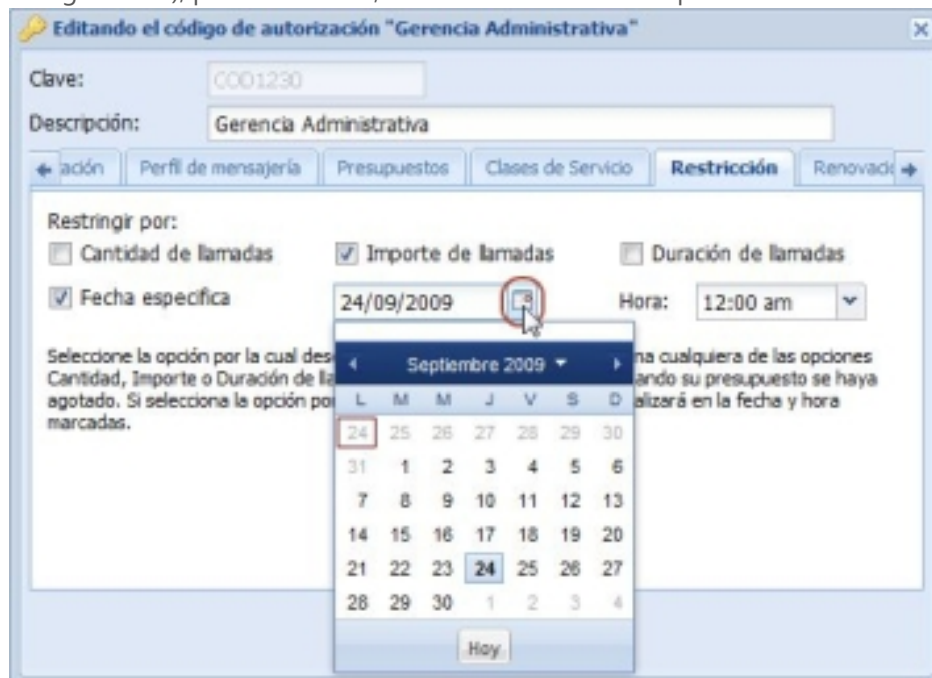 Editando el código de autorización "Gerencia Administrativa"
Clave: COD1230
Descripción: Gerencia Administrativa
ación Perfil de mensajería Presupuestos Clases de Servicio Restricción Renovaci
Restringir por:
Cantidad de llamadas Importe de llamadas Duración de llamadas
Fecha específica 24/09/2009 Hora: 12:00 am
Seleccione la opción por la cual des na cualquiera de las opciones
Cantidad, Importe o Duración de lla ando su presupuesto se haya
agotado. Si selecciona la opción po alizará en la fecha y hora
marcadas.
Septiembre 2009
L M M J V S D
24 25 26 27 28 29 30
31 1 2 3 4 5 6
7 8 9 10 11 12 13
14 15 16 17 18 19 20
21 22 23 24 25 26 27
28 29 30 1 2 3 4
Hoy